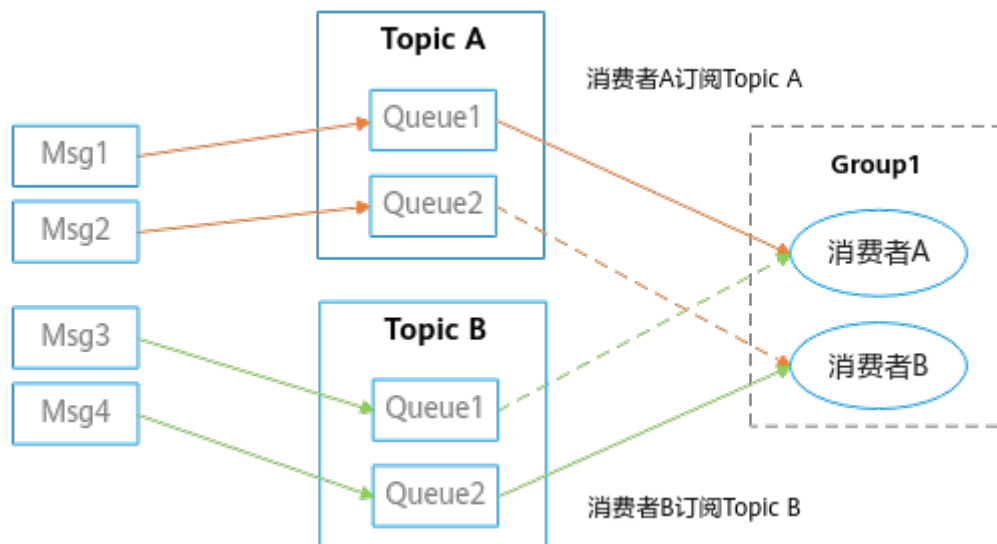 Topic A
消费者A订阅Topic A
Queue1
Msg1
Group1
Queue2
Msg2
消费者A
Topic B
Msg3
消费者B
Queue1
Msg4
Queue2
消费者B订阅Topic B